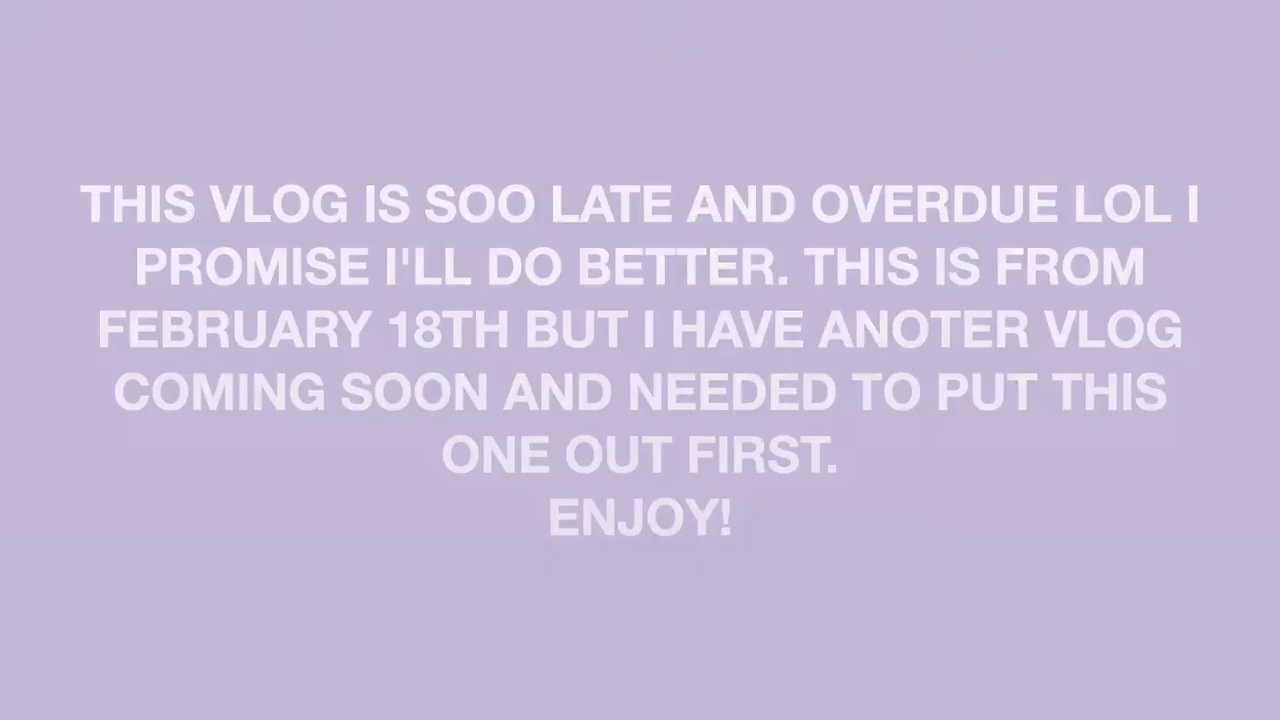 THIS VLOG IS SOO LATE AND OVERDUE LOL I
PROMISE I'LL DO BETTER. THIS IS FROM
FEBRUARY 18TH BUT I HAVE ANOTER VLOG
COMING SOON AND NEEDED TO PUT THIS
ONE OUT FIRST.
ENJOY!